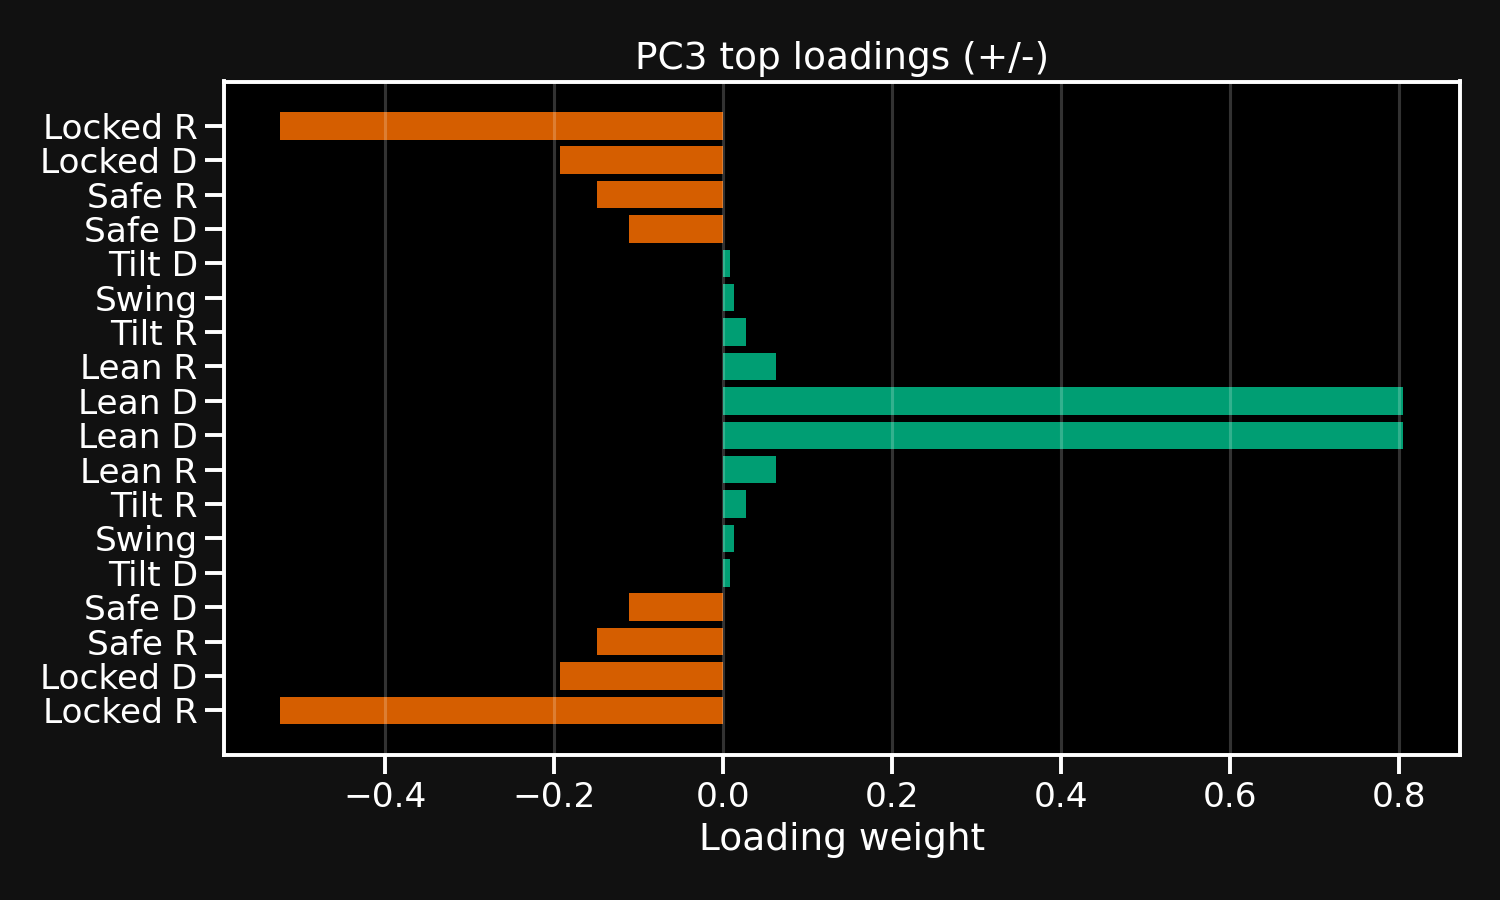 PC3 top loadings (+/-)
Locked R
Locked D
Safe R
Safe D
Tilt D
Swing
Tilt R
Lean R
Lean D
Lean D
Lean R
Tilt R
Swing
Tilt D
Safe D
Safe R
Locked D
Locked R
−0.4 −0.2 0.0 0.2 0.4 0.6 0.8
Loading weight